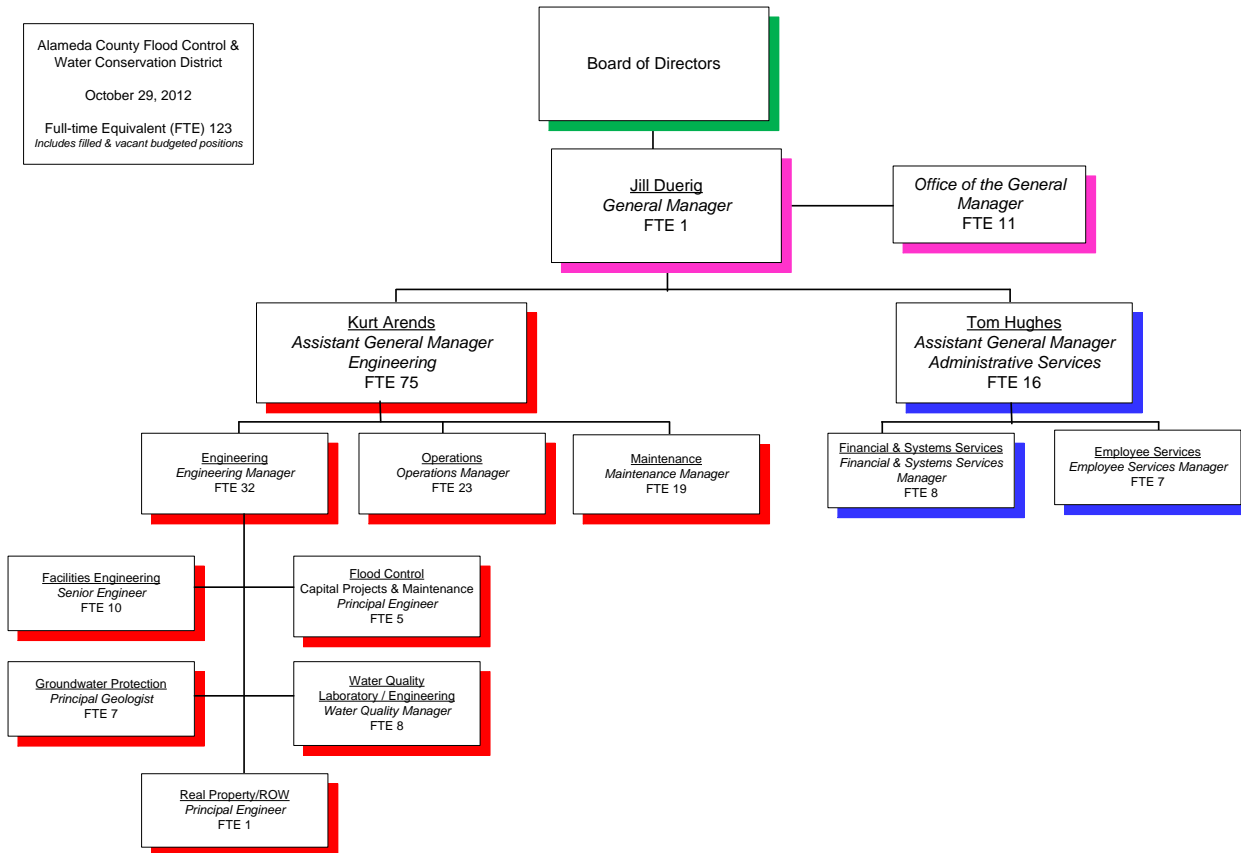 Alameda County Flood Control &
Water Conservation District
October 29, 2012
Full-time Equivalent (FTE) 123
Includes filled & vacant budgeted positions
Board of Directors
Jill Duerig
General Manager
FTE 1
Office of the General
Manager
FTE 11
Kurt Arends
Assistant General Manager
Engineering
FTE 75
Tom Hughes
Assistant General Manager
Administrative Services
FTE 16
Engineering
Engineering Manager
FTE 32
Operations
Operations Manager
FTE 23
Maintenance
Maintenance Manager
FTE 19
Financial & Systems Services
Financial & Systems Services
Manager
FTE 8
Employee Services
Employee Services Manager
FTE 7
Facilities Engineering
Senior Engineer
FTE 10
Flood Control
Capital Projects & Maintenance
Principal Engineer
FTE 5
Groundwater Protection
Principal Geologist
FTE 7
Water Quality
Laboratory / Engineering
Water Quality Manager
FTE 8
Real Property/ROW
Principal Engineer
FTE 1